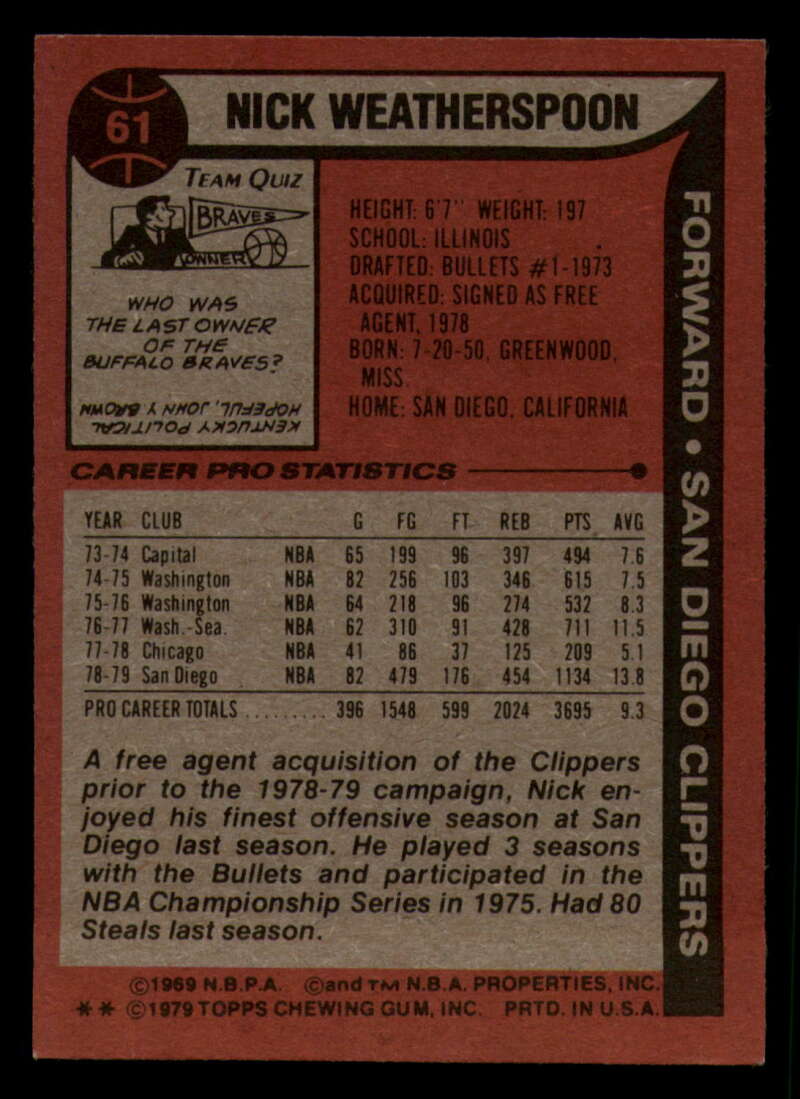 61
NICK WEATHERSPOON
TEAM QUIZ
BRAVES
OWNER
WHO WAS
THE LAST OWNER
OF THE
BUFFALO BRAVES?
KENTUCKY POLITICAL
HOPEFUL, JOHN Y BROWN
HEIGHT: 6'7" WEIGHT: 197
SCHOOL: ILLINOIS
DRAFTED: BULLETS #1-1973
ACQUIRED: SIGNED AS FREE
AGENT, 1978
BORN: 7-20-50, GREENWOOD,
MISS.
HOME: SAN DIEGO, CALIFORNIA
FORWARD • SAN DIEGO CLIPPERS
CAREER PRO STATISTICS
YEAR CLUB G FG FT REB PTS AVG
73-74 Capital NBA 65 199 96 397 494 7.6
74-75 Washington NBA 82 256 103 346 615 7.5
75-76 Washington NBA 64 218 96 274 532 8.3
76-77 Wash.-Sea. NBA 62 310 91 428 711 11.5
77-78 Chicago NBA 41 86 37 125 209 5.1
78-79 San Diego NBA 82 479 176 454 1134 13.8
PRO CAREER TOTALS ......... 396 1548 599 2024 3695 9.3
A free agent acquisition of the Clippers
prior to the 1978-79 campaign, Nick en-
joyed his finest offensive season at San
Diego last season. He played 3 seasons
with the Bullets and participated in the
NBA Championship Series in 1975. Had 80
Steals last season.
©1969 N.B.P.A. ©and TM N.B.A. PROPERTIES, INC.
** ©1979 TOPPS CHEWING GUM, INC. PRTD. IN U.S.A.